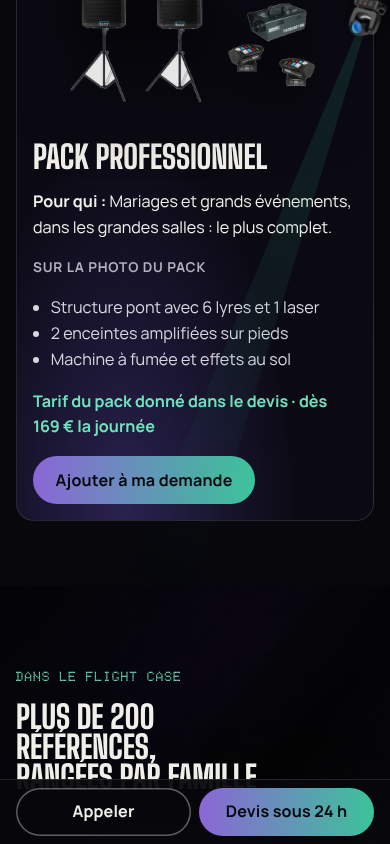 PACK PROFESSIONNEL
Pour qui : Mariages et grands événements,
dans les grandes salles : le plus complet.
SUR LA PHOTO DU PACK
• Structure pont avec 6 lyres et 1 laser
• 2 enceintes amplifiées sur pieds
• Machine à fumée et effets au sol
Tarif du pack donné dans le devis · dès
169 € la journée
Ajouter à ma demande
DANS LE FLIGHT CASE
PLUS DE 200
RÉFÉRENCES,
RANGÉES PAR FAMILLE
Appeler
Devis sous 24 h